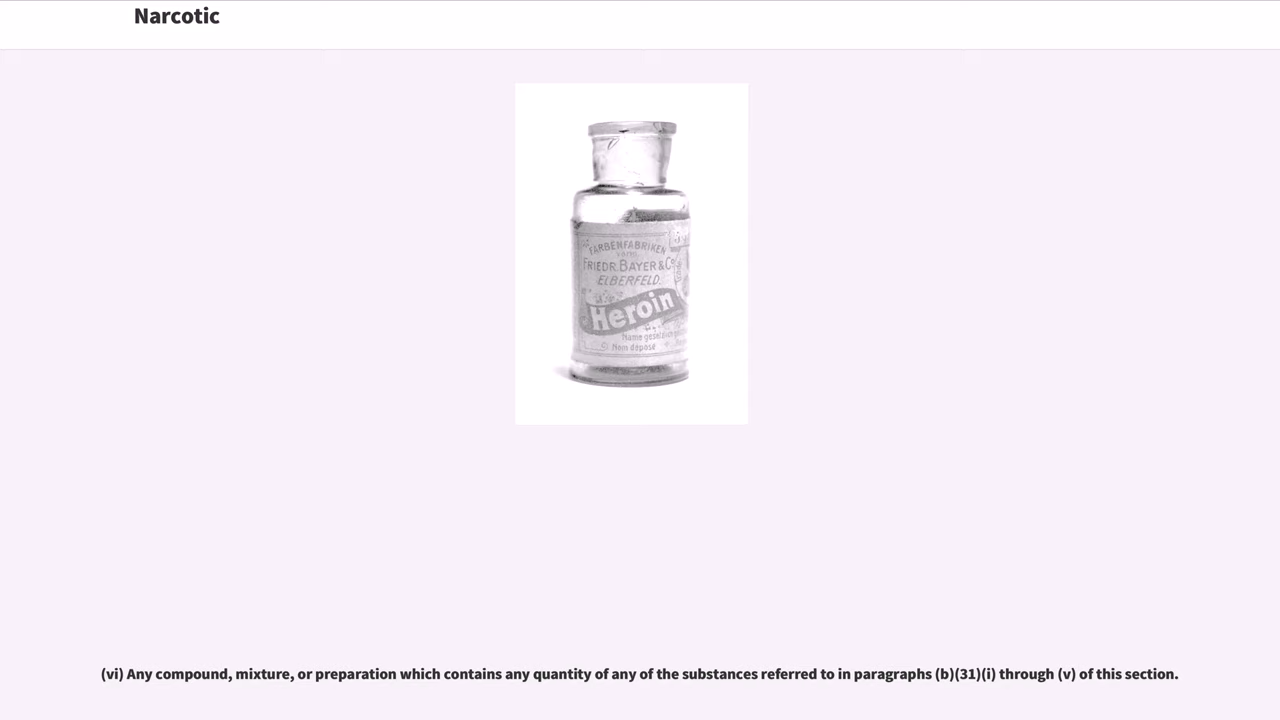 Narcotic
FARBENFABRIKEN
FRIEDR. BAYER & Co
ELBERFELD.
Heroin
Nom déposé
(vi) Any compound, mixture, or preparation which contains any quantity of any of the substances referred to in paragraphs (b)(31)(i) through (v) of this section.